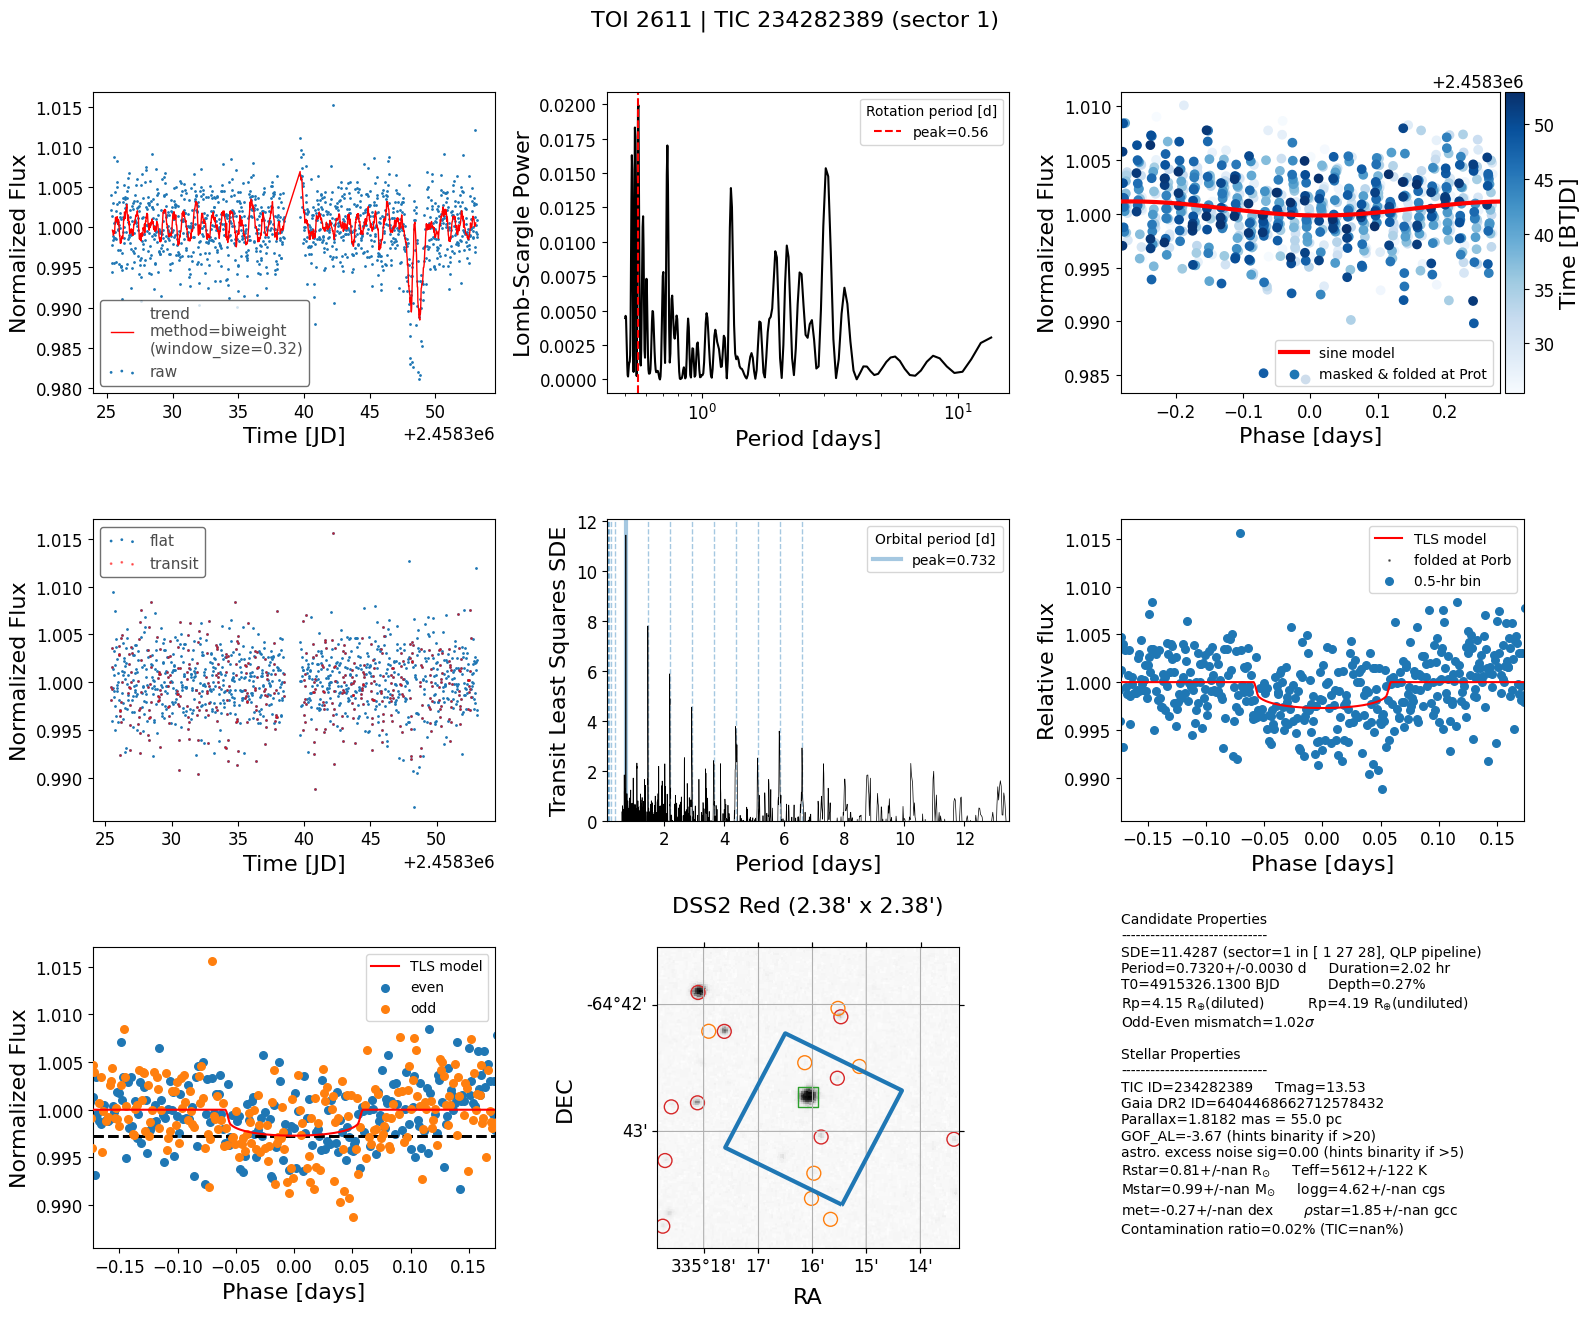 TOI 2611 | TIC 234282389 (sector 1)
Normalized Flux
1.015
1.010
1.005
1.000
0.995
0.990
0.985
0.980
trend
method=biweight
(window_size=0.32)
raw
25 30 35 40 45 50
Time [JD]
+2.4583e6
Lomb-Scargle Power
0.0200
0.0175
0.0150
0.0125
0.0100
0.0075
0.0050
0.0025
0.0000
Rotation period [d]
peak=0.56
10⁰ 10¹
Period [days]
+2.4583e6
Normalized Flux
1.010
1.005
1.000
0.995
0.990
0.985
sine model
masked & folded at Prot
−0.2 −0.1 0.0 0.1 0.2
Phase [days]
50
45
40
35
30
Time [BTJD]
Normalized Flux
1.015
1.010
1.005
1.000
0.995
0.990
flat
transit
25 30 35 40 45 50
Time [JD]
+2.4583e6
Transit Least Squares SDE
12
10
8
6
4
2
0
Orbital period [d]
peak=0.732
2 4 6 8 10 12
Period [days]
Relative flux
1.015
1.010
1.005
1.000
0.995
0.990
TLS model
folded at Porb
0.5-hr bin
−0.15 −0.10 −0.05 0.00 0.05 0.10 0.15
Phase [days]
Normalized Flux
1.015
1.010
1.005
1.000
0.995
0.990
TLS model
even
odd
−0.15 −0.10 −0.05 0.00 0.05 0.10 0.15
Phase [days]
DSS2 Red (2.38' x 2.38')
DEC
-64°42'
43'
335°18' 17' 16' 15' 14'
RA
Candidate Properties
------------------------------
SDE=11.4287 (sector=1 in [ 1 27 28], QLP pipeline)
Period=0.7320+/-0.0030 d Duration=2.02 hr
T0=4915326.1300 BJD Depth=0.27%
Rp=4.15 R⊕(diluted) Rp=4.19 R⊕(undiluted)
Odd-Even mismatch=1.02σ
Stellar Properties
------------------------------
TIC ID=234282389 Tmag=13.53
Gaia DR2 ID=6404468662712578432
Parallax=1.8182 mas = 55.0 pc
GOF_AL=-3.67 (hints binarity if >20)
astro. excess noise sig=0.00 (hints binarity if >5)
Rstar=0.81+/-nan R⊙ Teff=5612+/-122 K
Mstar=0.99+/-nan M⊙ logg=4.62+/-nan cgs
met=-0.27+/-nan dex ρstar=1.85+/-nan gcc
Contamination ratio=0.02% (TIC=nan%)